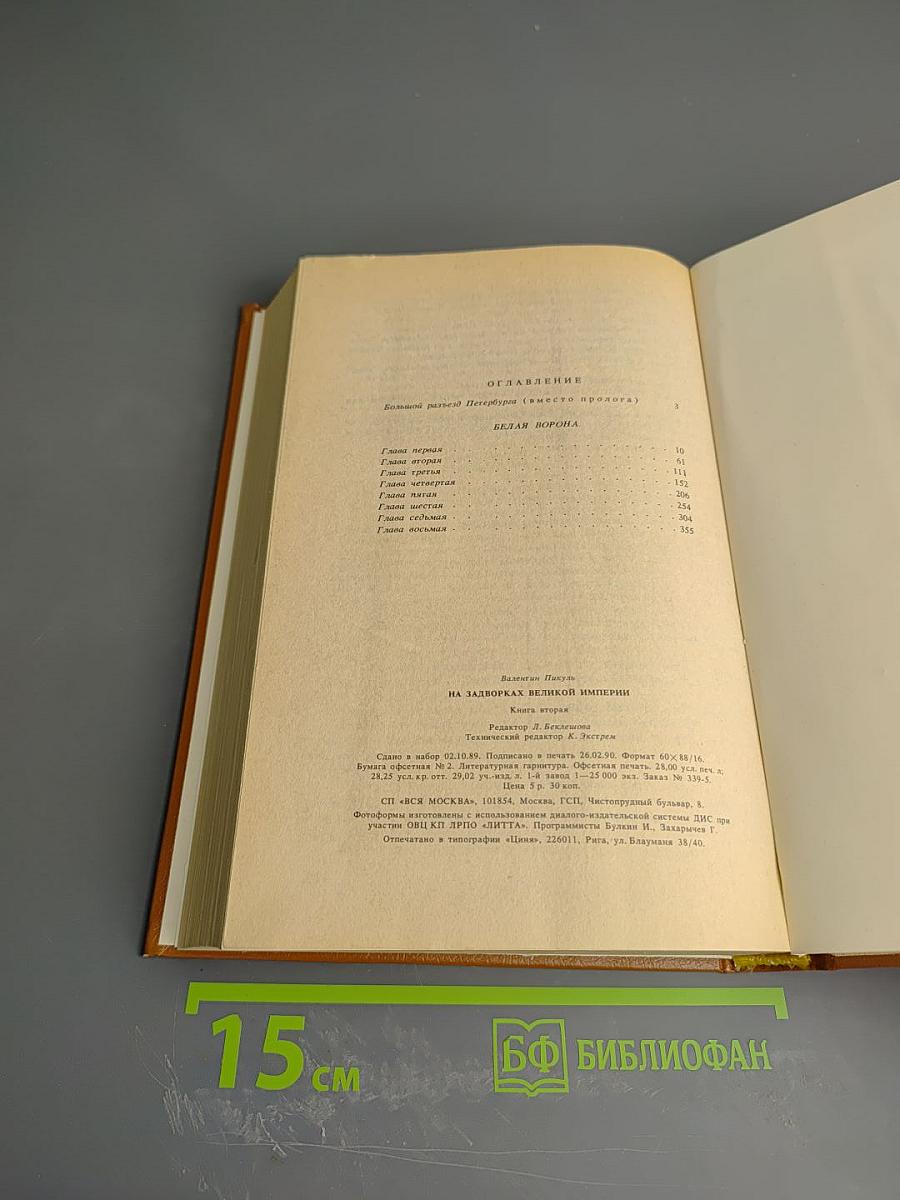 ОГЛАВЛЕНИЕ
Большой разъезд Петербурга (вместо пролога) 3
БЕЛАЯ ВОРОНА
Глава первая . . . . . . . . . . . . . 10
Глава вторая . . . . . . . . . . . . . 61
Глава третья . . . . . . . . . . . . . 111
Глава четвертая . . . . . . . . . . . . 152
Глава пятая . . . . . . . . . . . . . 206
Глава шестая . . . . . . . . . . . . . 254
Глава седьмая . . . . . . . . . . . . . 304
Глава восьмая . . . . . . . . . . . . . 355
Валентин Пикуль
НА ЗАДВОРКАХ ВЕЛИКОЙ ИМПЕРИИ
Книга вторая
Редактор Л. Беклешова
Технический редактор К. Экстрем
Сдано в набор 02.10.89. Подписано в печать 26.02.90. Формат 60×88/16.
Бумага офсетная № 2. Литературная гарнитура. Офсетная печать. 28,00 усл. печ. л;
28,25 усл. кр. отт. 29,02 уч.-изд. л. 1-й завод 1—25 000 экз. Заказ № 339-5.
Цена 5 р. 30 коп.
СП «ВСЯ МОСКВА», 101854, Москва, ГСП, Чистопрудный бульвар, 8.
Фотоформы изготовлены с использованием диалого-издательской системы ДИС при
участии ОВЦ КП ЛРПО «ЛИТТА». Программисты Булкин И., Захарычев Г.
Отпечатано в типографии «Циня», 226011, Рига, ул. Блауманя 38/40.
15 см
БФ БИБЛИОФАН